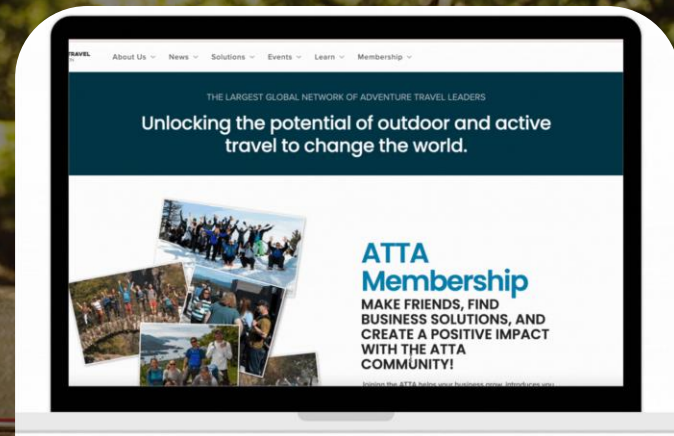 TRAVEL
About Us
News
Solutions
Events
Learn
Membership
THE LARGEST GLOBAL NETWORK OF ADVENTURE TRAVEL LEADERS
Unlocking the potential of outdoor and active
travel to change the world.
ATTA
Membership
MAKE FRIENDS, FIND
BUSINESS SOLUTIONS, AND
CREATE A POSITIVE IMPACT
WITH THE ATTA
COMMUNITY!
Joining the ATTA helps your business grow, introduces you